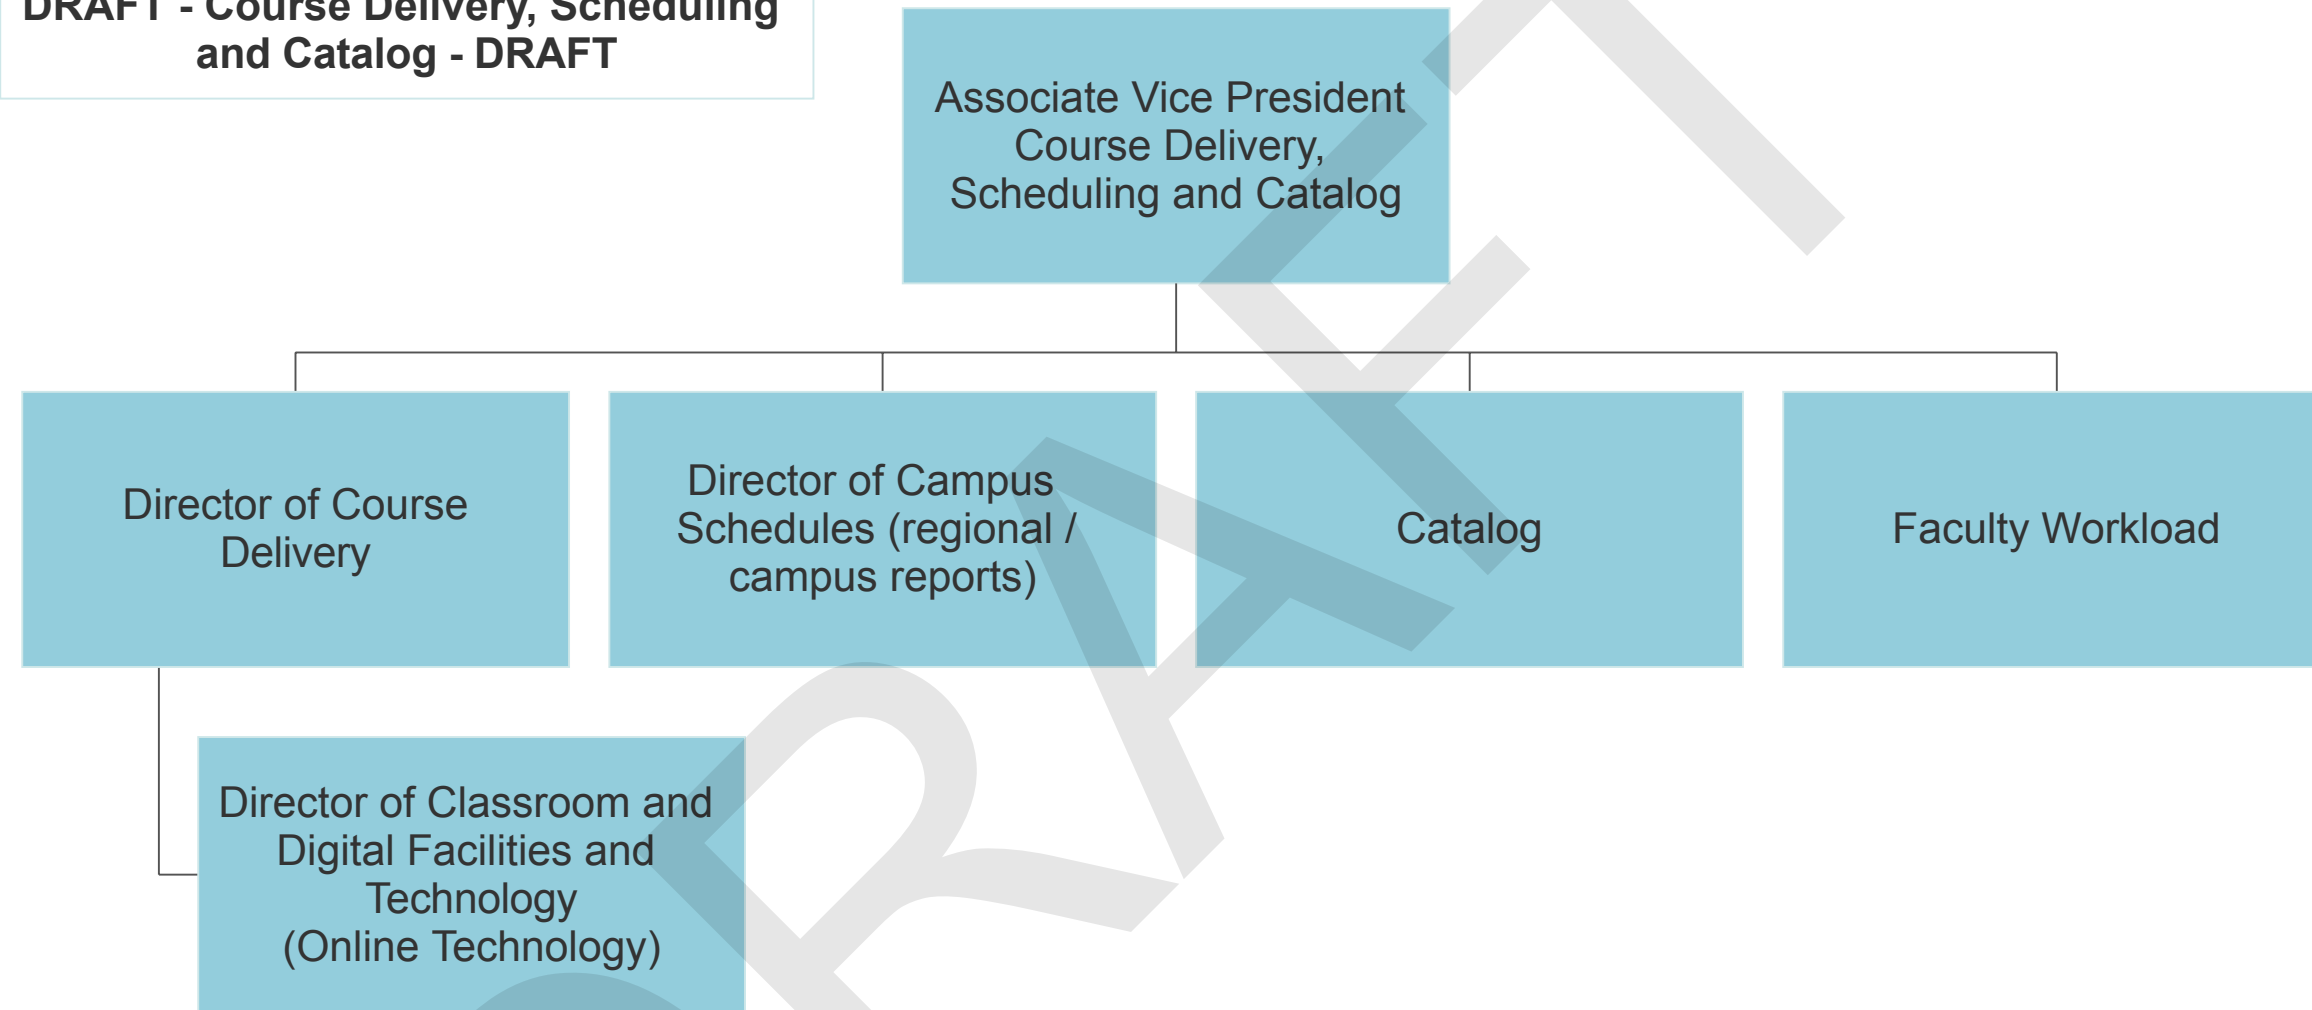 DRAFT - Course Delivery, Scheduling
and Catalog - DRAFT
Associate Vice President
Course Delivery,
Scheduling and Catalog
Director of Course
Delivery
Director of Campus
Schedules (regional /
campus reports)
Catalog
Faculty Workload
Director of Classroom and
Digital Facilities and
Technology
(Online Technology)
DRAFT